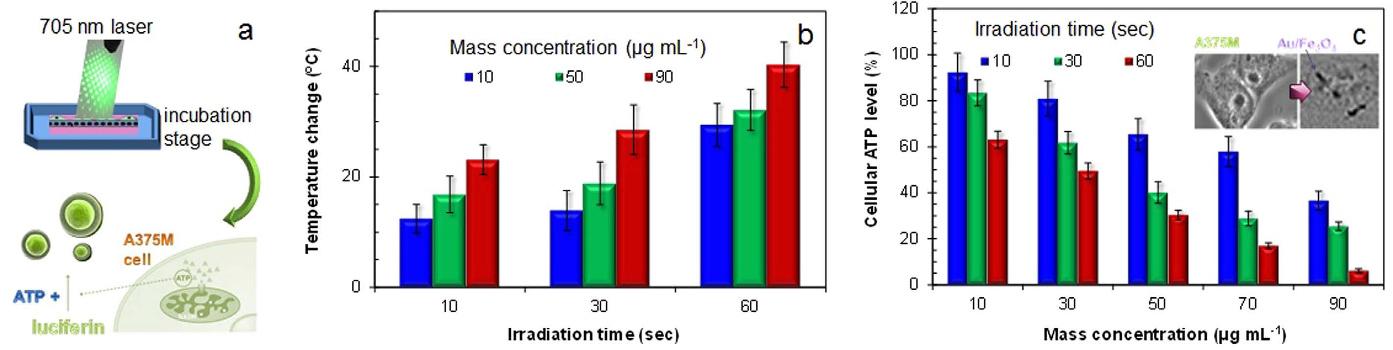 705 nm laser
a
incubation
stage
A375M
cell
ATP
ATP +
luciferin
b
Mass concentration (µg mL⁻¹)
10 50 90
Temperature change (°C)
40
20
0
10 30 60
Irradiation time (sec)
c
Irradiation time (sec)
10 30 60
A375M Au/Fe₃O₄
Cellular ATP level (%)
120
100
80
60
40
20
0
10 30 50 70 90
Mass concentration (µg mL⁻¹)